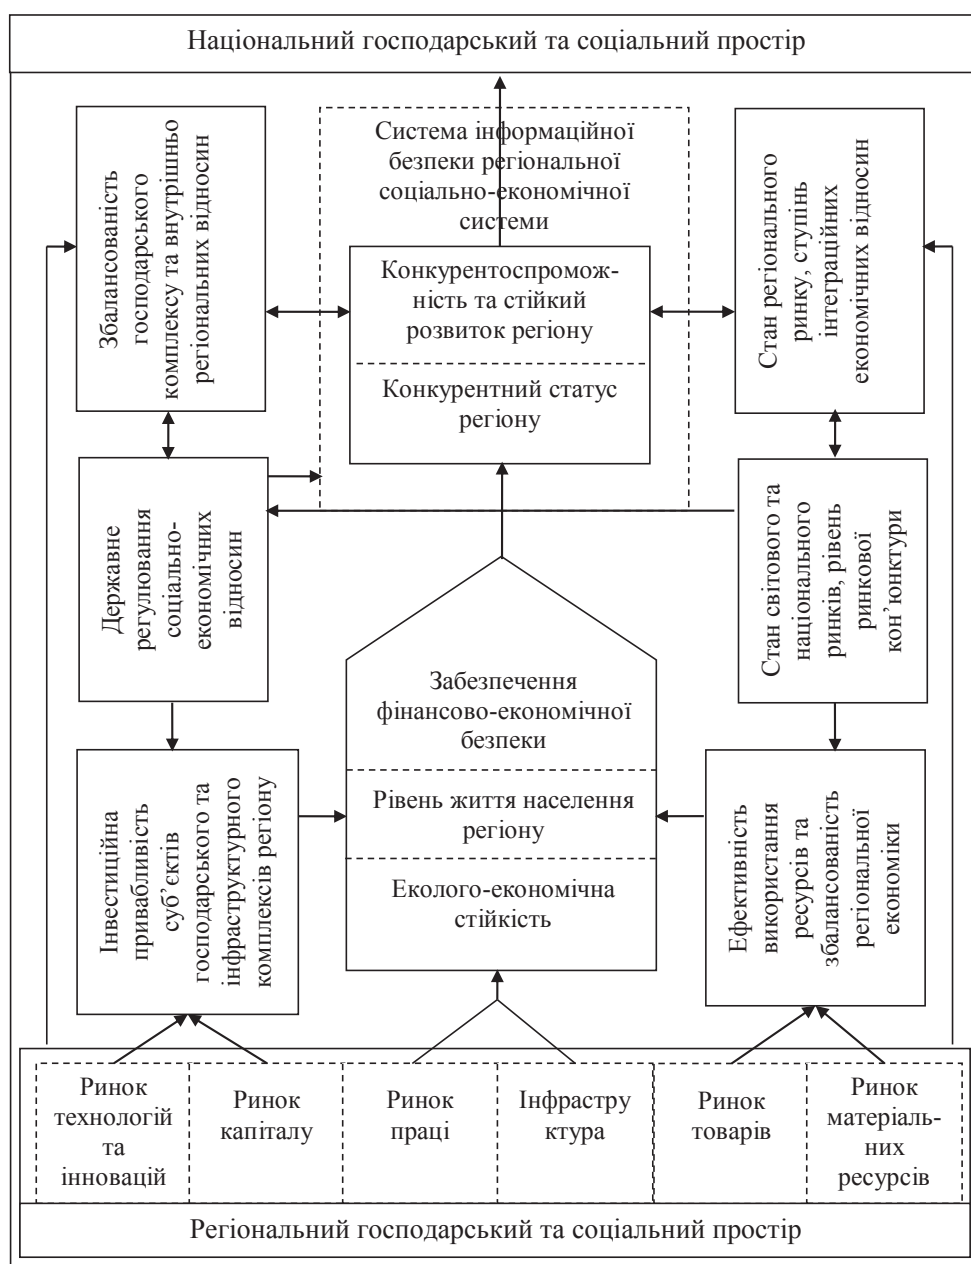 Національний господарський та соціальний простір
Збалансованість
господарського
комплексу та внутрішньо
регіональних відносин
Система інформаційної
безпеки регіональної
соціально-економічної
системи
Стан регіонального
ринку, ступінь
інтеграційних
економічних відносин
Конкурентоспромож-
ність та стійкий
розвиток регіону
Конкурентний статус
регіону
Державне
регулювання
соціально-
економічних
відносин
Стан світового та
національного
ринків, рівень
ринкової
кон’юнктури
Забезпечення
фінансово-економічної
безпеки
Рівень життя населення
регіону
Еколого-економічна
стійкість
Інвестиційна
привабливість
суб’єктів
господарського та
інфраструктурного
комплексів регіону
Ефективність
використання
ресурсів та
збалансованість
регіональної
економіки
Ринок
технологій
та
інновацій
Ринок
капіталу
Ринок
праці
Інфрастру
ктура
Ринок
товарів
Ринок
матеріаль-
них
ресурсів
Регіональний господарський та соціальний простір